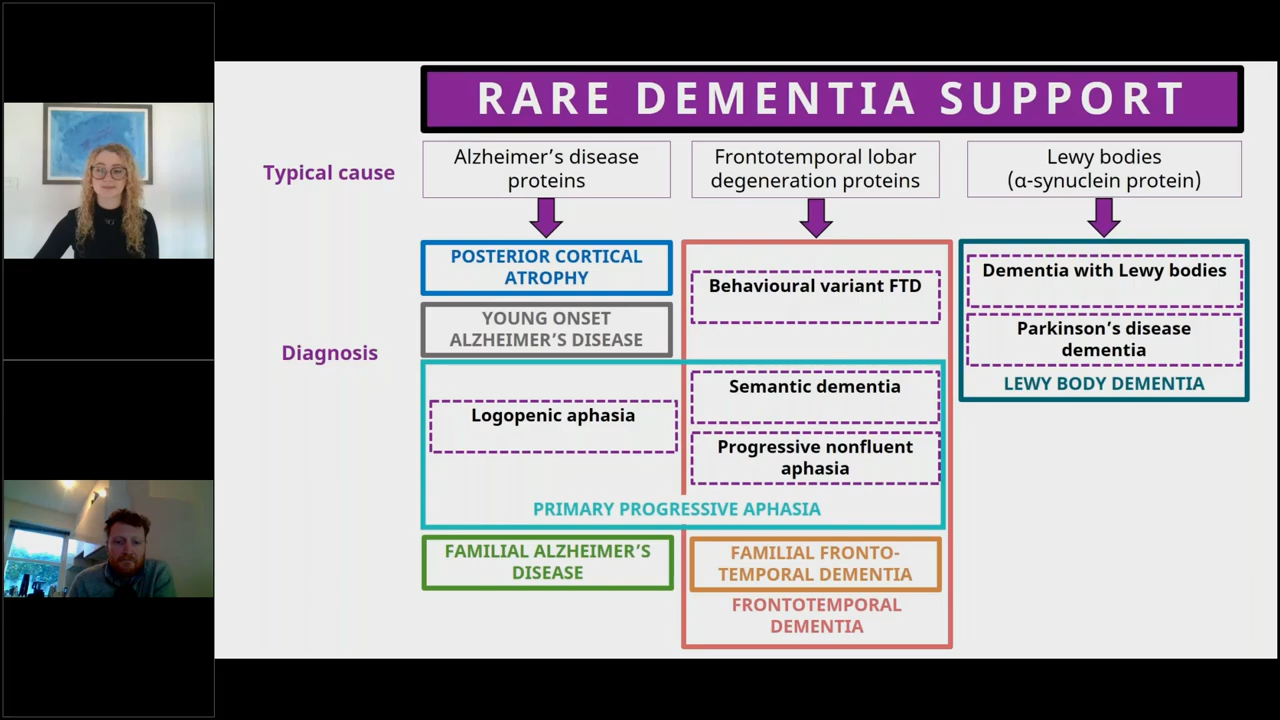 RARE DEMENTIA SUPPORT
Typical cause
Alzheimer’s disease
proteins
Frontotemporal lobar
degeneration proteins
Lewy bodies
(α-synuclein protein)
Diagnosis
POSTERIOR CORTICAL
ATROPHY
YOUNG ONSET
ALZHEIMER’S DISEASE
Logopenic aphasia
Behavioural variant FTD
Semantic dementia
Progressive nonfluent
aphasia
PRIMARY PROGRESSIVE APHASIA
FAMILIAL ALZHEIMER’S
DISEASE
FAMILIAL FRONTO-
TEMPORAL DEMENTIA
FRONTOTEMPORAL
DEMENTIA
Dementia with Lewy bodies
Parkinson’s disease
dementia
LEWY BODY DEMENTIA